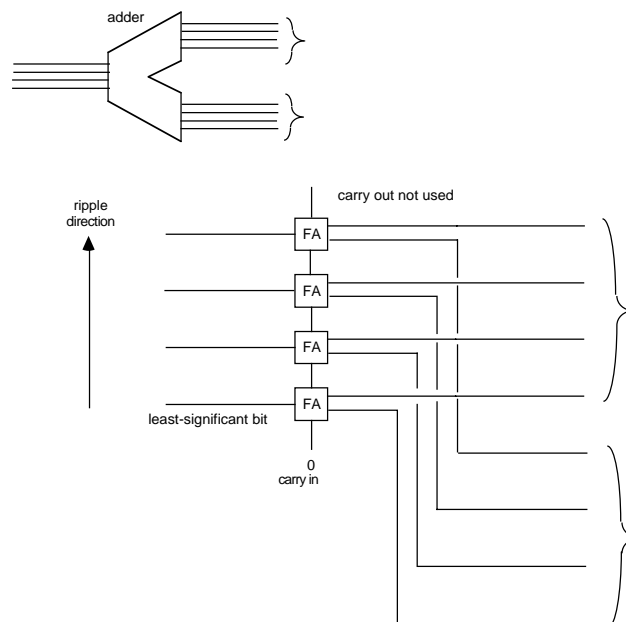 adder
carry out not used
ripple
direction
FA
FA
FA
FA
least-significant bit
0
carry in